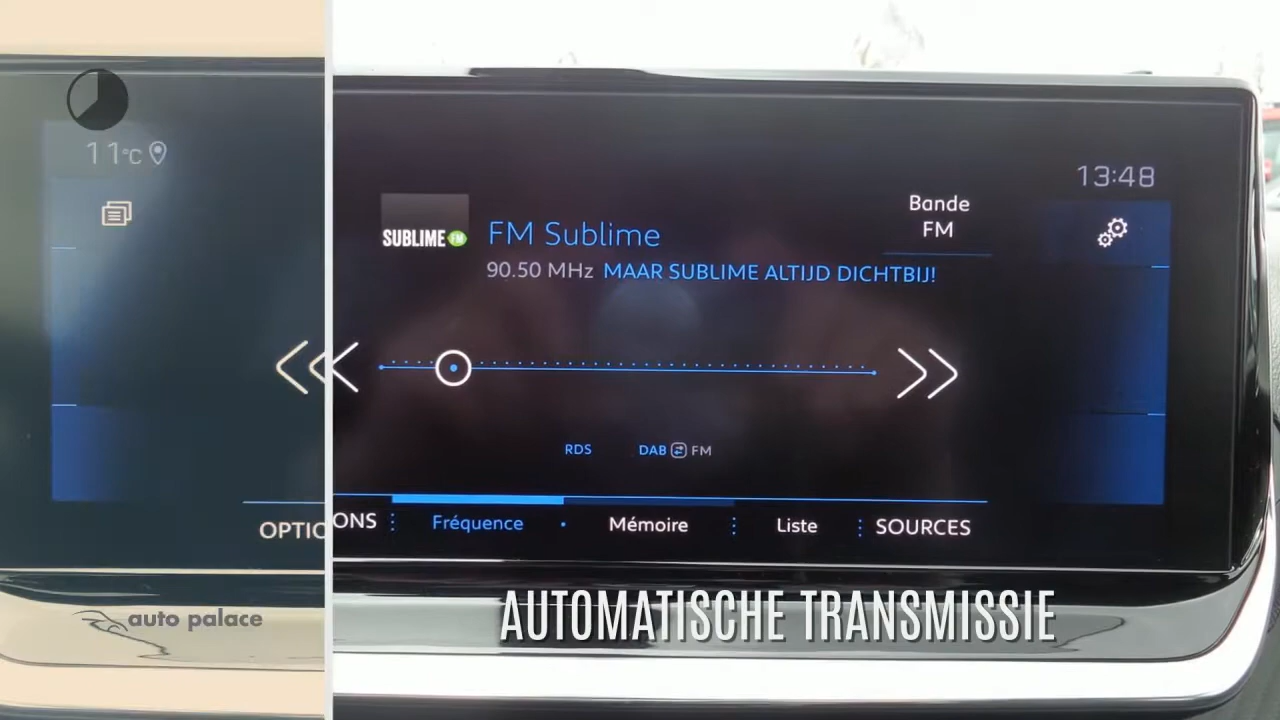 11°C
13:48
Bande
FM
SUBLIME FM
FM Sublime
90.50 MHz MAAR SUBLIME ALTIJD DICHTBIJ!
RDS
DAB FM
OPTIO
ONS
Fréquence
Mémoire
Liste
SOURCES
AUTOMATISCHE TRANSMISSIE
auto palace